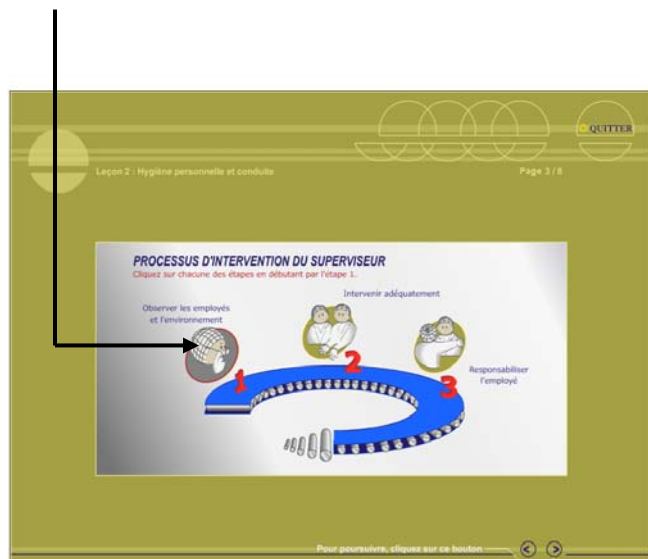 QUITTER
Leçon 2 : Hygiène personnelle et conduite
Page 3 / 8
PROCESSUS D'INTERVENTION DU SUPERVISEUR
Cliquez sur chacune des étapes en débutant par l'étape 1.
Intervenir adéquatement
Observer les employés
et l'environnement
1
2
3
Responsabiliser
l'employé
Pour poursuivre, cliquez sur ce bouton